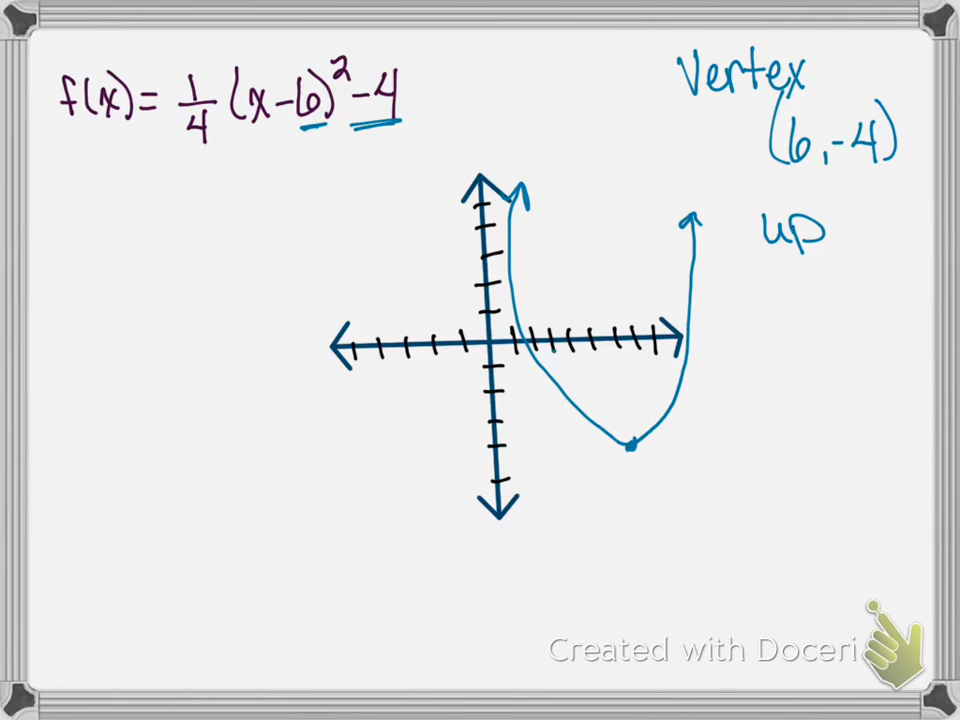 f(x) = 1/4 (x - 6)² - 4
Vertex
(6, -4)
up
Created with Doceri